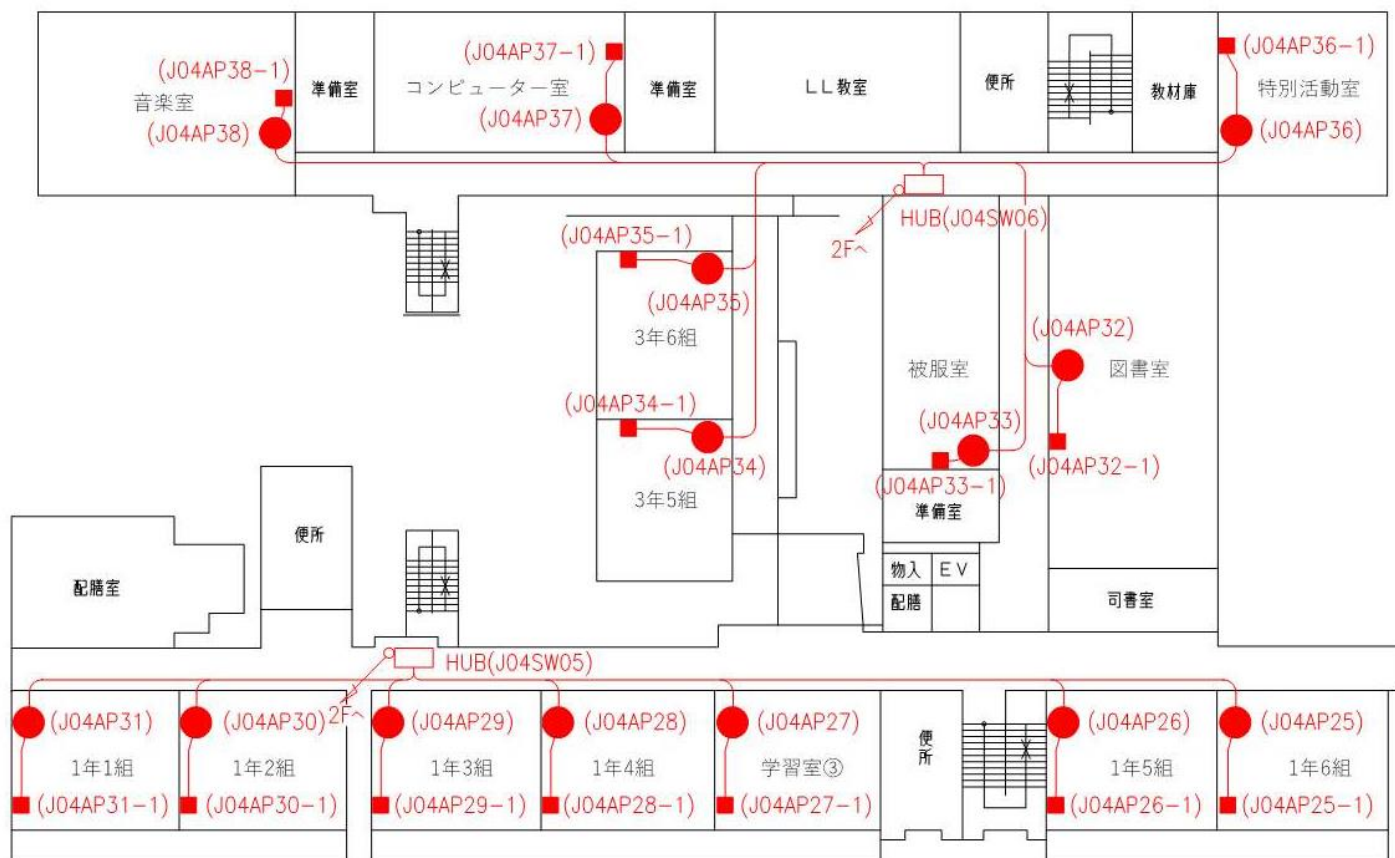 (J04AP38-1)
音楽室
(J04AP38)
準備室
(J04AP37-1)
コンピューター室
(J04AP37)
準備室
LL教室
便所
教材庫
(J04AP36-1)
特別活動室
(J04AP36)
HUB(J04SW06)
2Fへ
(J04AP35-1)
(J04AP35)
3年6組
(J04AP34-1)
(J04AP34)
3年5組
被服室
(J04AP33)
(J04AP33-1)
準備室
(J04AP32)
図書室
(J04AP32-1)
物入
EV
配膳
司書室
便所
配膳室
HUB(J04SW05)
2Fへ
(J04AP31)
1年1組
(J04AP31-1)
(J04AP30)
1年2組
(J04AP30-1)
(J04AP29)
1年3組
(J04AP29-1)
(J04AP28)
1年4組
(J04AP28-1)
(J04AP27)
学習室③
(J04AP27-1)
便所
(J04AP26)
1年5組
(J04AP26-1)
(J04AP25)
1年6組
(J04AP25-1)